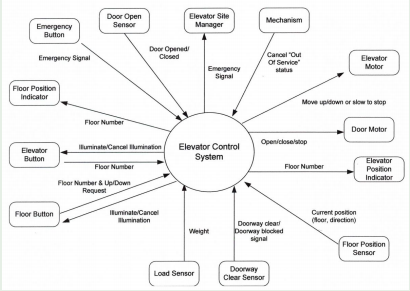 Emergency
Button
Door Open
Sensor
Elevator Site
Manager
Mechanism
Elevator
Motor
Emergency Signal
Door Opened/
Closed
Emergency
Signal
Cancel "Out
Of Service"
status
Floor Position
Indicator
Floor Number
Move up/down or slow to stop
Door Motor
Open/close/stop
Elevator
Button
Illuminate/Cancel Illumination
Floor Number
Elevator Control
System
Floor Number
Elevator
Position
Indicator
Floor Number & Up/Down
Request
Floor Button
Illuminate/Cancel
Illumination
Weight
Doorway clear/
Doorway blocked
signal
Current position
(floor, direction)
Floor Position
Sensor
Load Sensor
Doorway
Clear Sensor